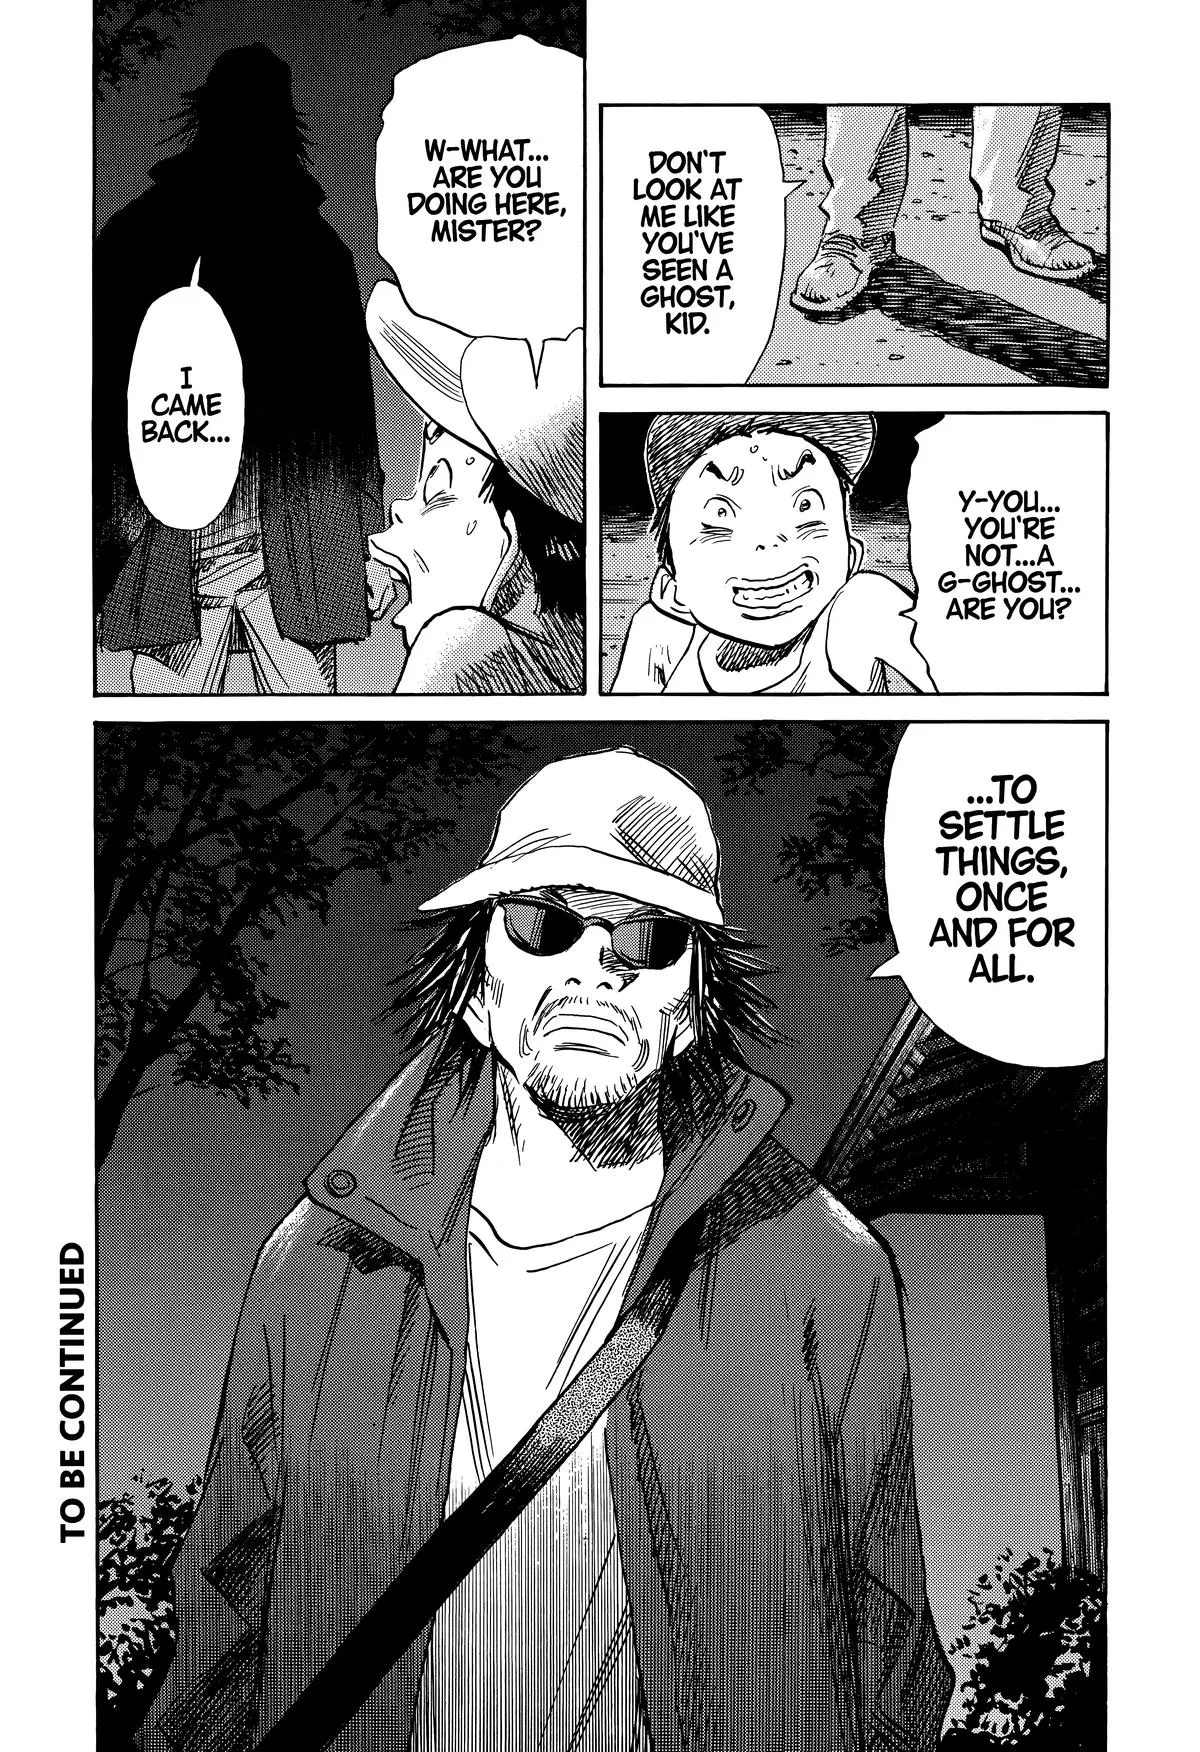 DON'T
LOOK AT
ME LIKE
YOU'VE
SEEN A
GHOST,
KID.
Y-YOU...
YOU'RE
NOT...A
G-GHOST...
ARE YOU?
W-WHAT...
ARE YOU
DOING HERE,
MISTER?
I
CAME
BACK...
...TO
SETTLE
THINGS,
ONCE
AND FOR
ALL.
TO BE CONTINUED